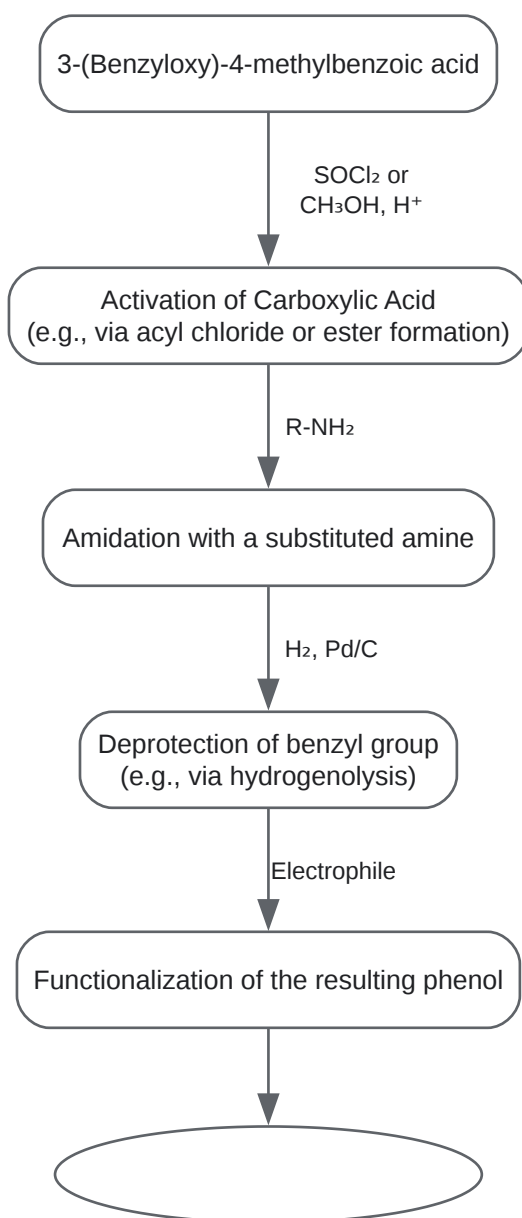 3-(Benzyloxy)-4-methylbenzoic acid
SOCl₂ or
CH₃OH, H⁺
Activation of Carboxylic Acid
(e.g., via acyl chloride or ester formation)
R-NH₂
Amidation with a substituted amine
H₂, Pd/C
Deprotection of benzyl group
(e.g., via hydrogenolysis)
Electrophile
Functionalization of the resulting phenol